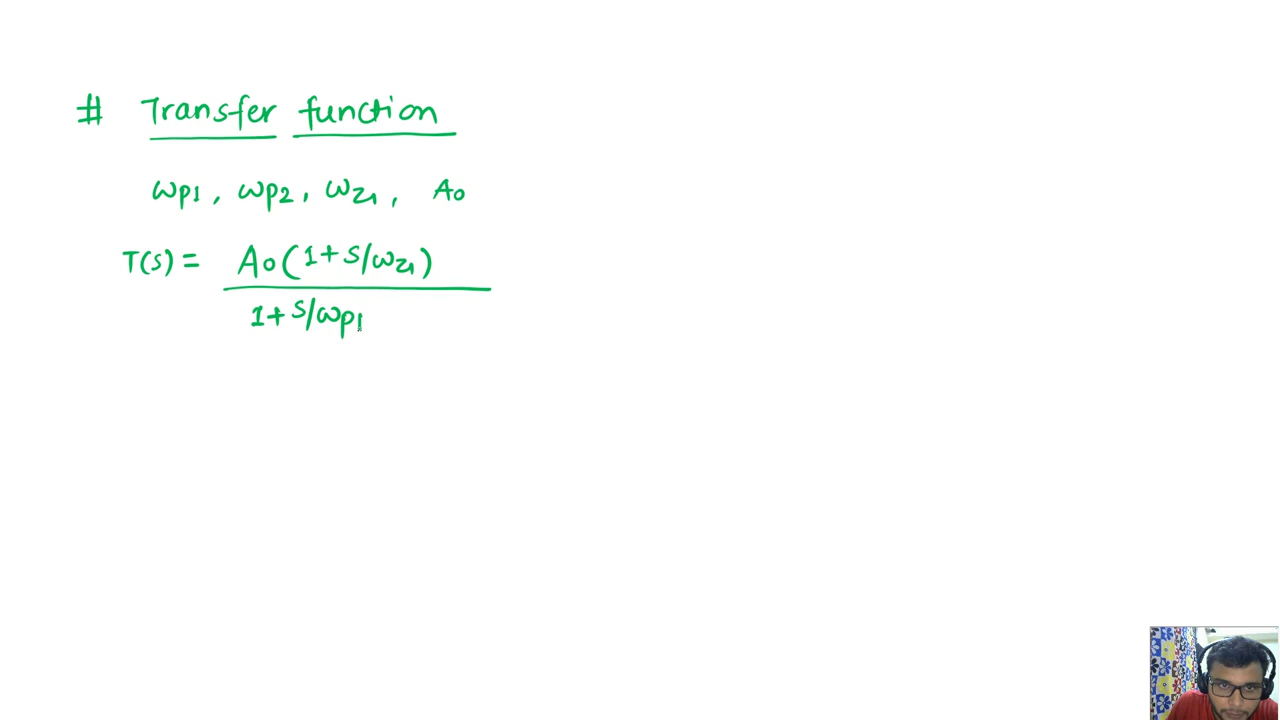 # Transfer function
ωp1, ωp2, ωz1, A0
T(s) = A0(1+s/ωz1)
1+s/ωp1